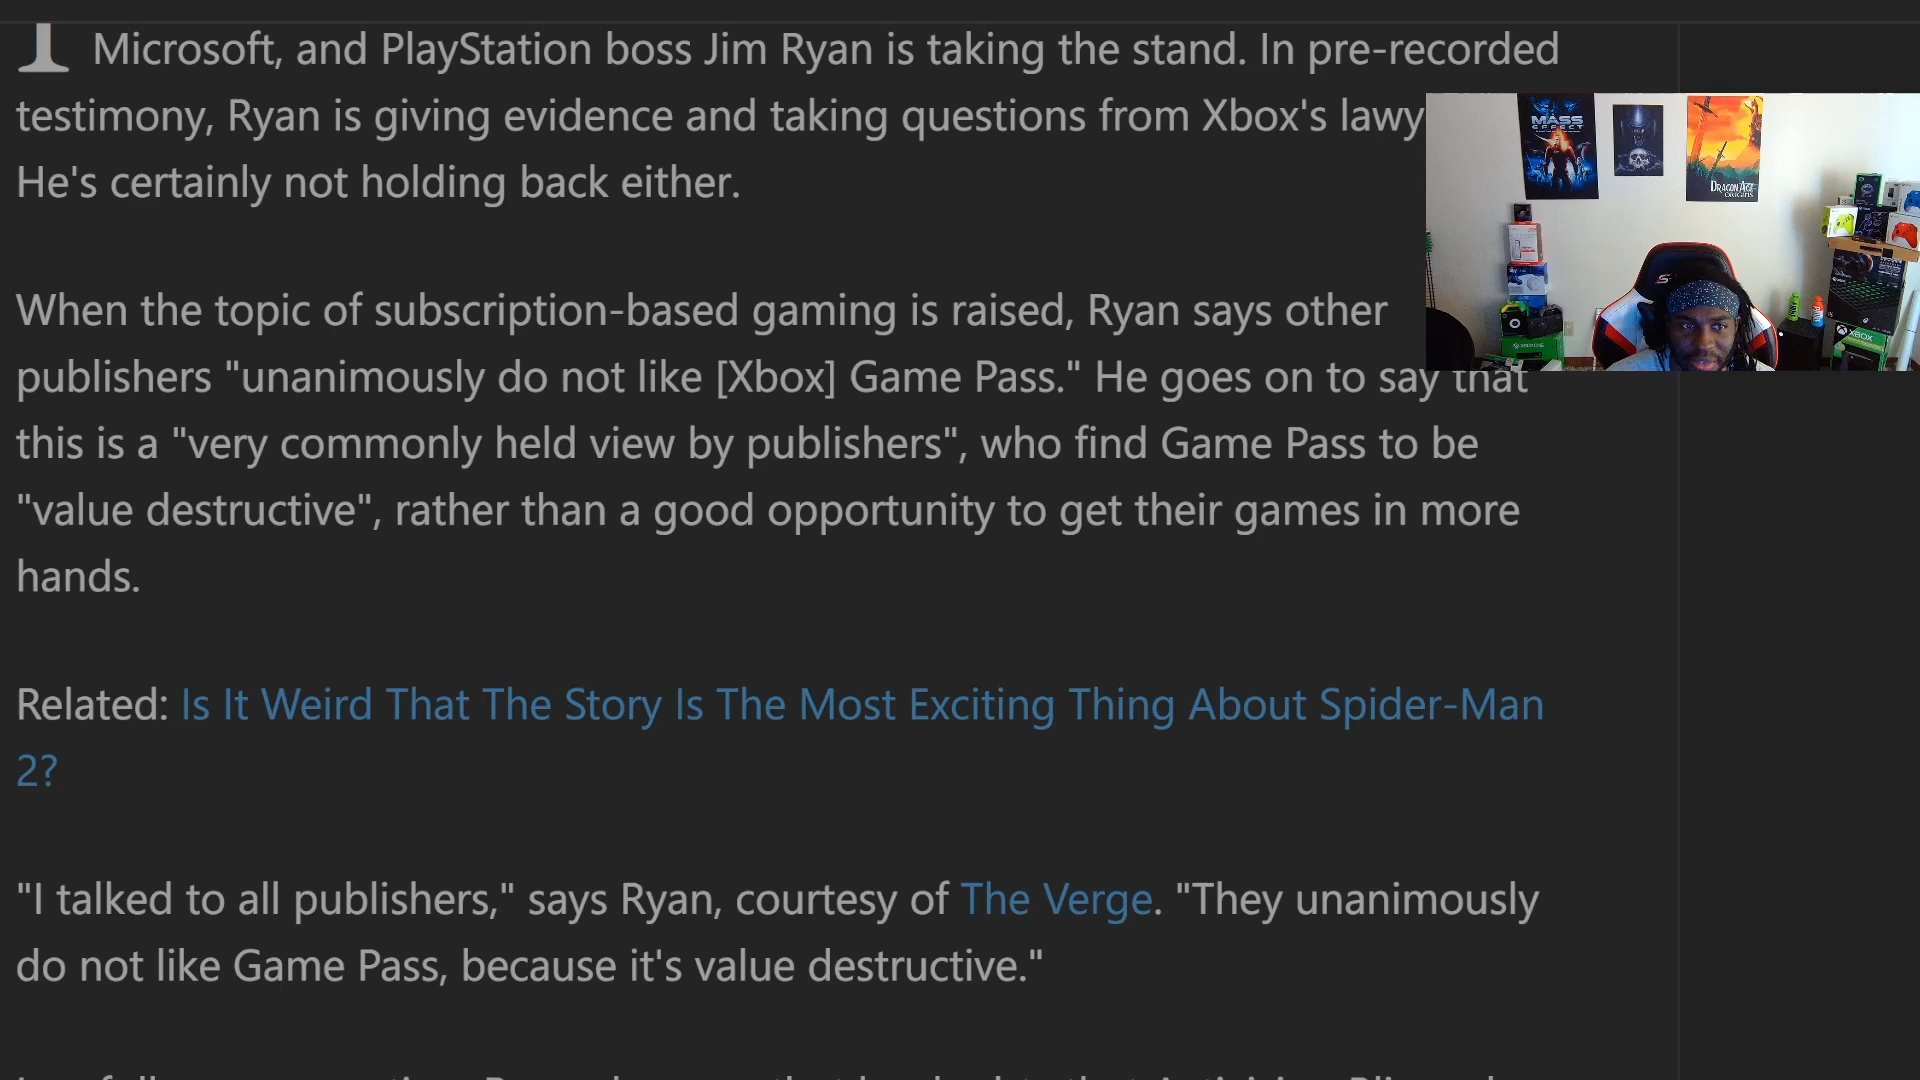 Microsoft, and PlayStation boss Jim Ryan is taking the stand. In pre-recorded
testimony, Ryan is giving evidence and taking questions from Xbox's lawy
He's certainly not holding back either.
When the topic of subscription-based gaming is raised, Ryan says other
publishers "unanimously do not like [Xbox] Game Pass." He goes on to say that
this is a "very commonly held view by publishers", who find Game Pass to be
"value destructive", rather than a good opportunity to get their games in more
hands.
Related: Is It Weird That The Story Is The Most Exciting Thing About Spider-Man
2?
"I talked to all publishers," says Ryan, courtesy of The Verge. "They unanimously
do not like Game Pass, because it's value destructive."
MASS
EFFECT
DRAGON AGE
ORIGINS
XBOX ONE
XBOX